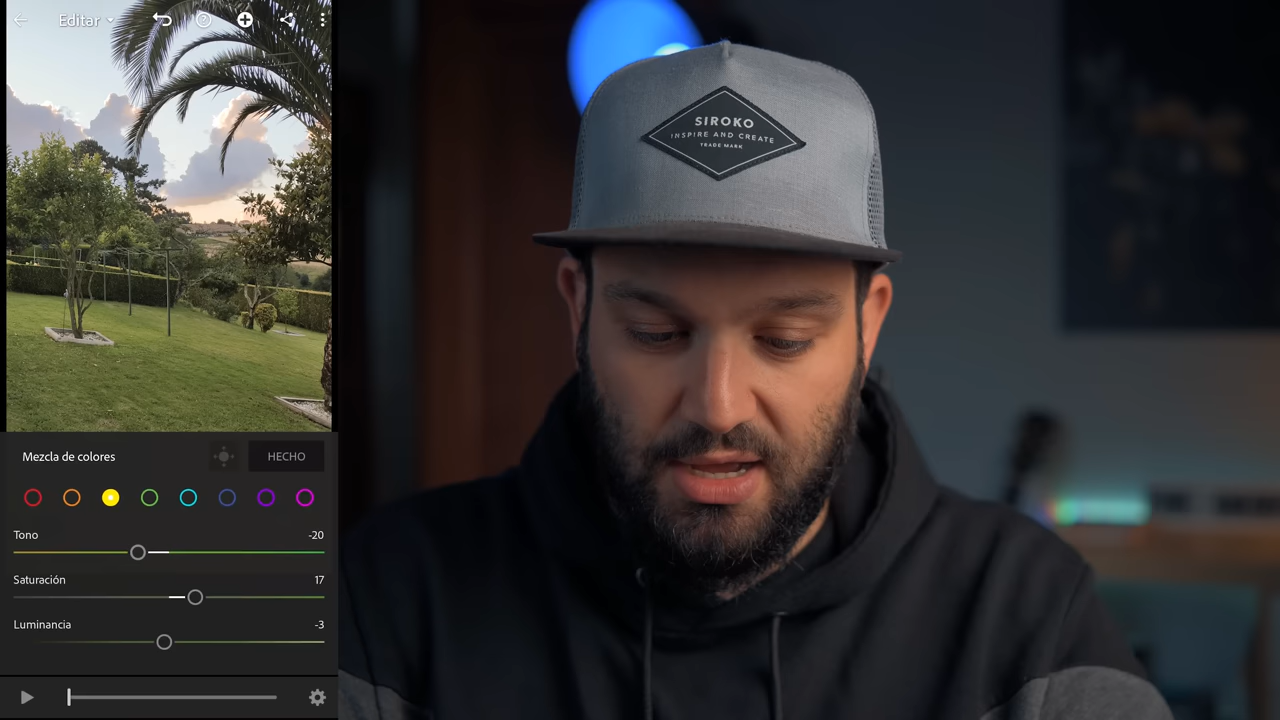 Editar
SIROKO
INSPIRE AND CREATE
TRADE MARK
Mezcla de colores
HECHO
Tono
-20
Saturación
17
Luminancia
-3